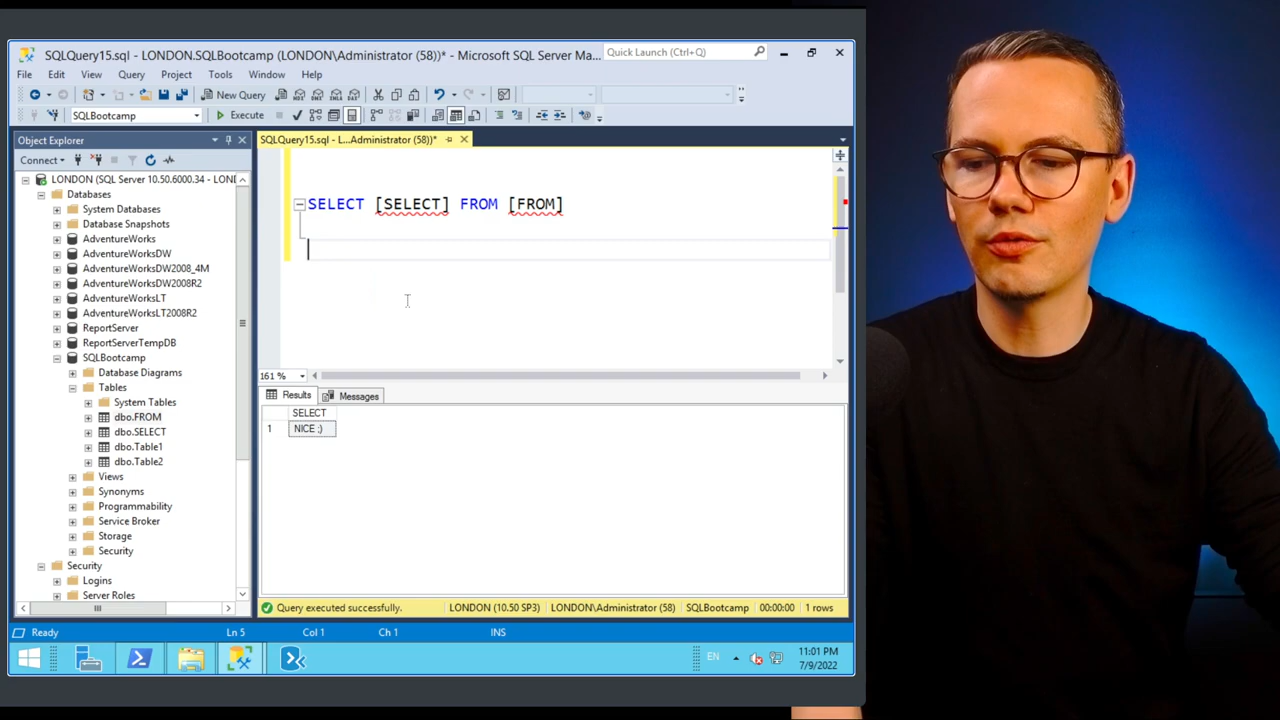 SQLQuery15.sql - LONDON.SQLBootcamp (LONDON\Administrator (58))* - Microsoft SQL Server Ma...
Quick Launch (Ctrl+Q)
File Edit View Query Project Tools Window Help
New Query
SQLBootcamp
Execute
Object Explorer
SQLQuery15.sql - L...Administrator (58))*
Connect
LONDON (SQL Server 10.50.6000.34 - LONI
Databases
System Databases
Database Snapshots
AdventureWorks
AdventureWorksDW
AdventureWorksDW2008_4M
AdventureWorksDW2008R2
AdventureWorksLT
AdventureWorksLT2008R2
ReportServer
ReportServerTempDB
SQLBootcamp
Database Diagrams
Tables
System Tables
dbo.FROM
dbo.SELECT
dbo.Table1
dbo.Table2
Views
Synonyms
Programmability
Service Broker
Storage
Security
Security
Logins
Server Roles
SELECT [SELECT] FROM [FROM]
161 %
Results Messages
SELECT
1 NICE ;)
Query executed successfully. LONDON (10.50 SP3) LONDON\Administrator (58) SQLBootcamp 00:00:00 1 rows
Ready Ln 5 Col 1 Ch 1 INS
EN
11:01 PM
7/9/2022